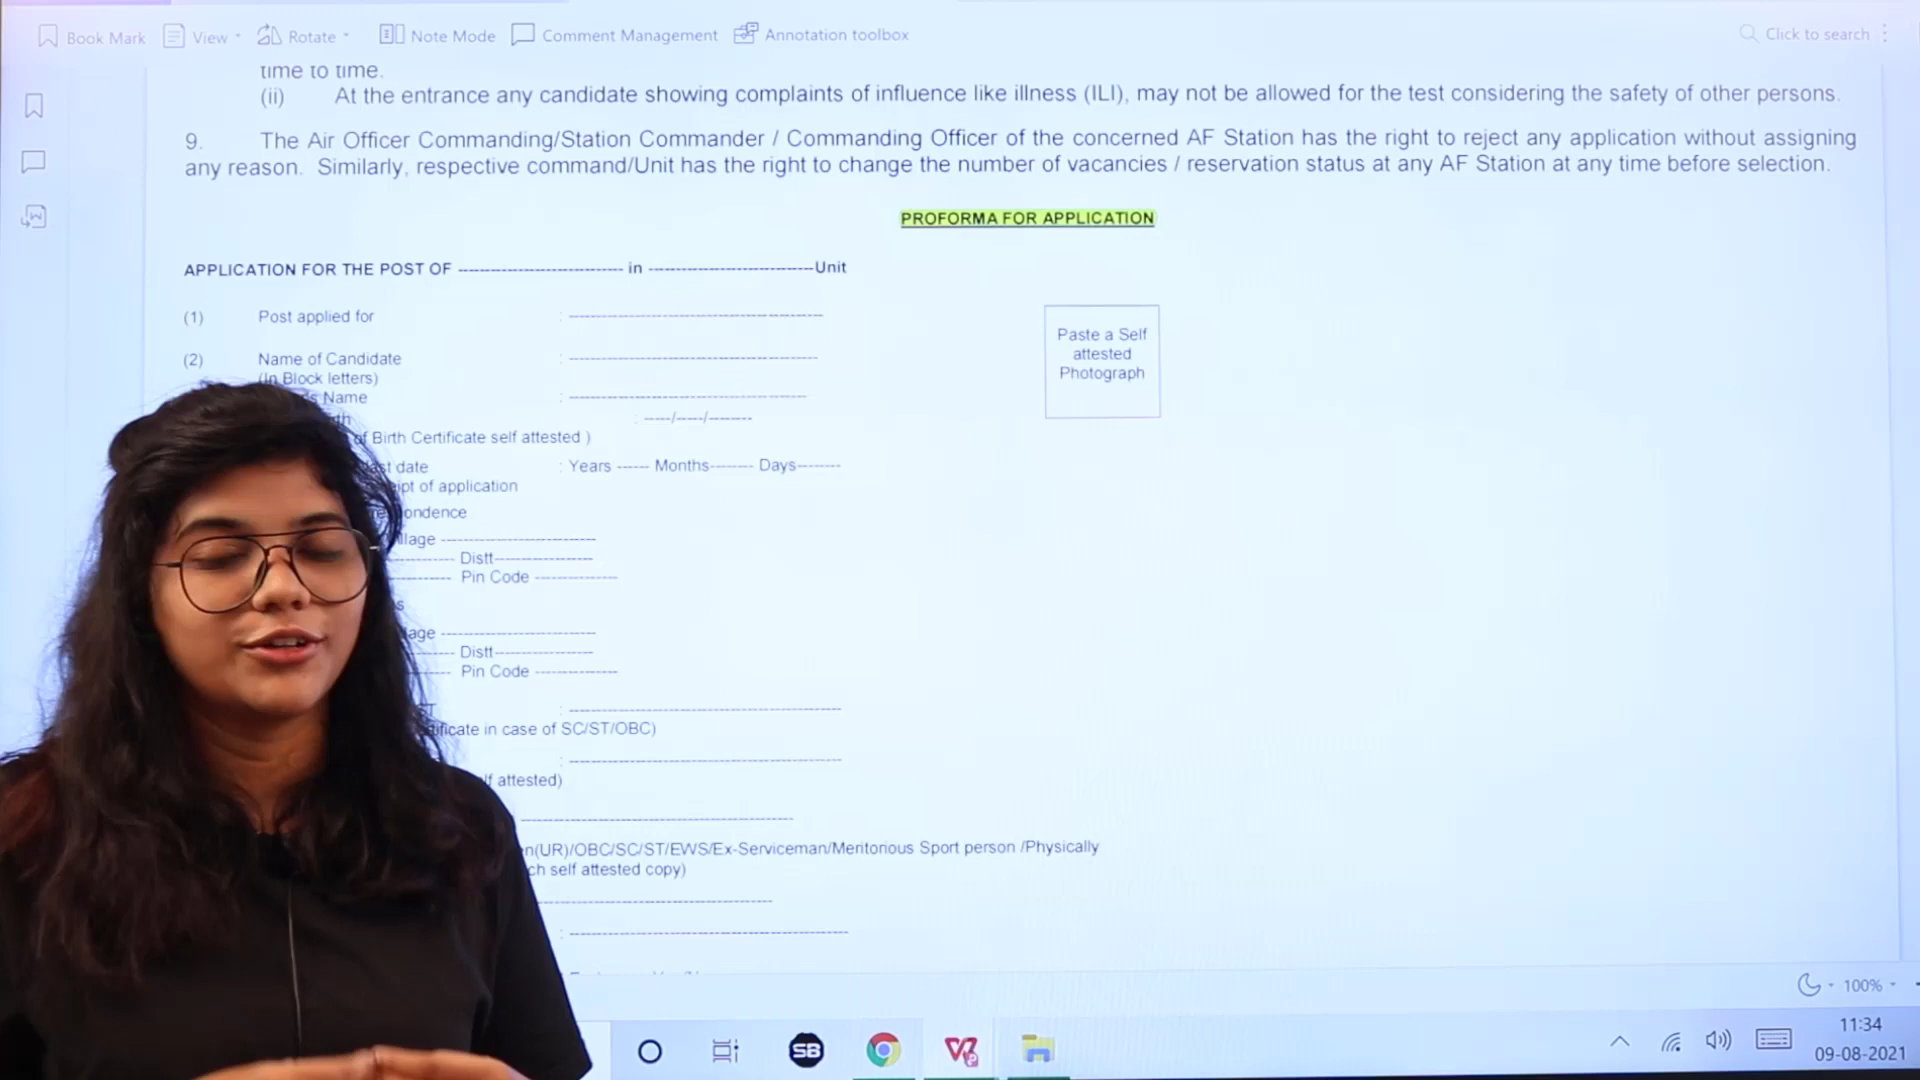 Book Mark View Rotate Note Mode Comment Management Annotation toolbox Click to search
time to time.
(ii) At the entrance any candidate showing complaints of influence like illness (ILI), may not be allowed for the test considering the safety of other persons.
9. The Air Officer Commanding/Station Commander / Commanding Officer of the concerned AF Station has the right to reject any application without assigning
any reason. Similarly, respective command/Unit has the right to change the number of vacancies / reservation status at any AF Station at any time before selection.
PROFORMA FOR APPLICATION
APPLICATION FOR THE POST OF ---------------------------- in ----------------------------Unit
(1) Post applied for : --------------------------------------------
Paste a Self
attested
Photograph
(2) Name of Candidate : --------------------------------------------
(In Block letters)
Name : ------------------------------------------
: -----/-----/--------
of Birth Certificate self attested )
last date : Years ------ Months-------- Days--------
of application
---------------------------
----------- Distt-----------------
----------- Pin Code --------------
---------------------------
----------- Distt-----------------
----------- Pin Code --------------
: -----------------------------------------------
in case of SC/ST/OBC)
: -----------------------------------------------
attested)
-----------------------------------------------
(UR)/OBC/SC/ST/EWS/Ex-Serviceman/Meritorious Sport person /Physically
self attested copy)
-----------------------------------------
: ------------------------------------------------
100%
SB
11:34
09-08-2021